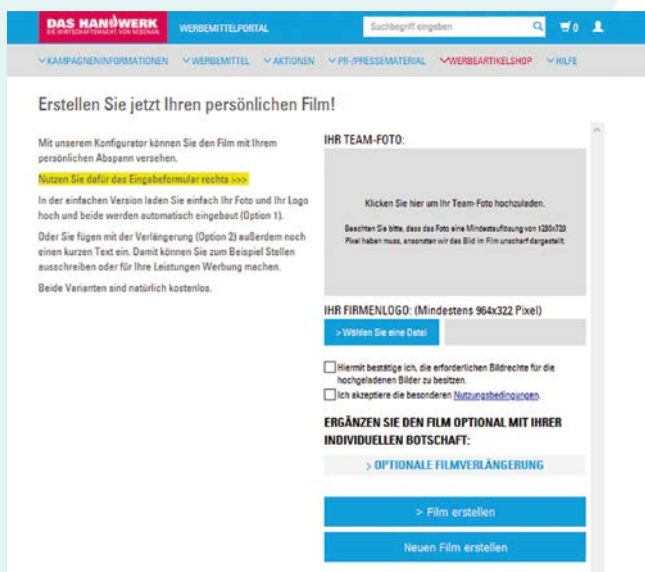 DAS HANDWERK
DIE WIRTSCHAFTSMACHT VON NEBENAN.
WERBEMITTELPORTAL
Suchbegriff eingeben
0
KAMPAGNENINFORMATIONEN
WERBEMITTEL
AKTIONEN
PR-/PRESSEMATERIAL
WERBEARTIKELSHOP
HILFE
Erstellen Sie jetzt Ihren persönlichen Film!
Mit unserem Konfigurator können Sie den Film mit Ihrem
persönlichen Abspann versehen.
Nutzen Sie dafür das Eingabeformular rechts >>>
In der einfachen Version laden Sie einfach Ihr Foto und Ihr Logo
hoch und beide werden automatisch eingebaut (Option 1).
Oder Sie fügen mit der Verlängerung (Option 2) außerdem noch
einen kurzen Text ein. Damit können Sie zum Beispiel Stellen
ausschreiben oder für Ihre Leistungen Werbung machen.
Beide Varianten sind natürlich kostenlos.
IHR TEAM-FOTO:
Klicken Sie hier um Ihr Team-Foto hochzuladen.
Beachten Sie bitte, dass das Foto eine Mindestauflösung von 1280x720
Pixel haben muss, ansonsten wir das Bild im Film unscharf dargestellt.
IHR FIRMENLOGO: (Mindestens 964x322 Pixel)
> Wählen Sie eine Datei
Hiermit bestätige ich, die erforderlichen Bildrechte für die
hochgeladenen Bilder zu besitzen.
Ich akzeptiere die besonderen Nutzungsbedingungen.
ERGÄNZEN SIE DEN FILM OPTIONAL MIT IHRER
INDIVIDUELLEN BOTSCHAFT:
> OPTIONALE FILMVERLÄNGERUNG
> Film erstellen
Neuen Film erstellen